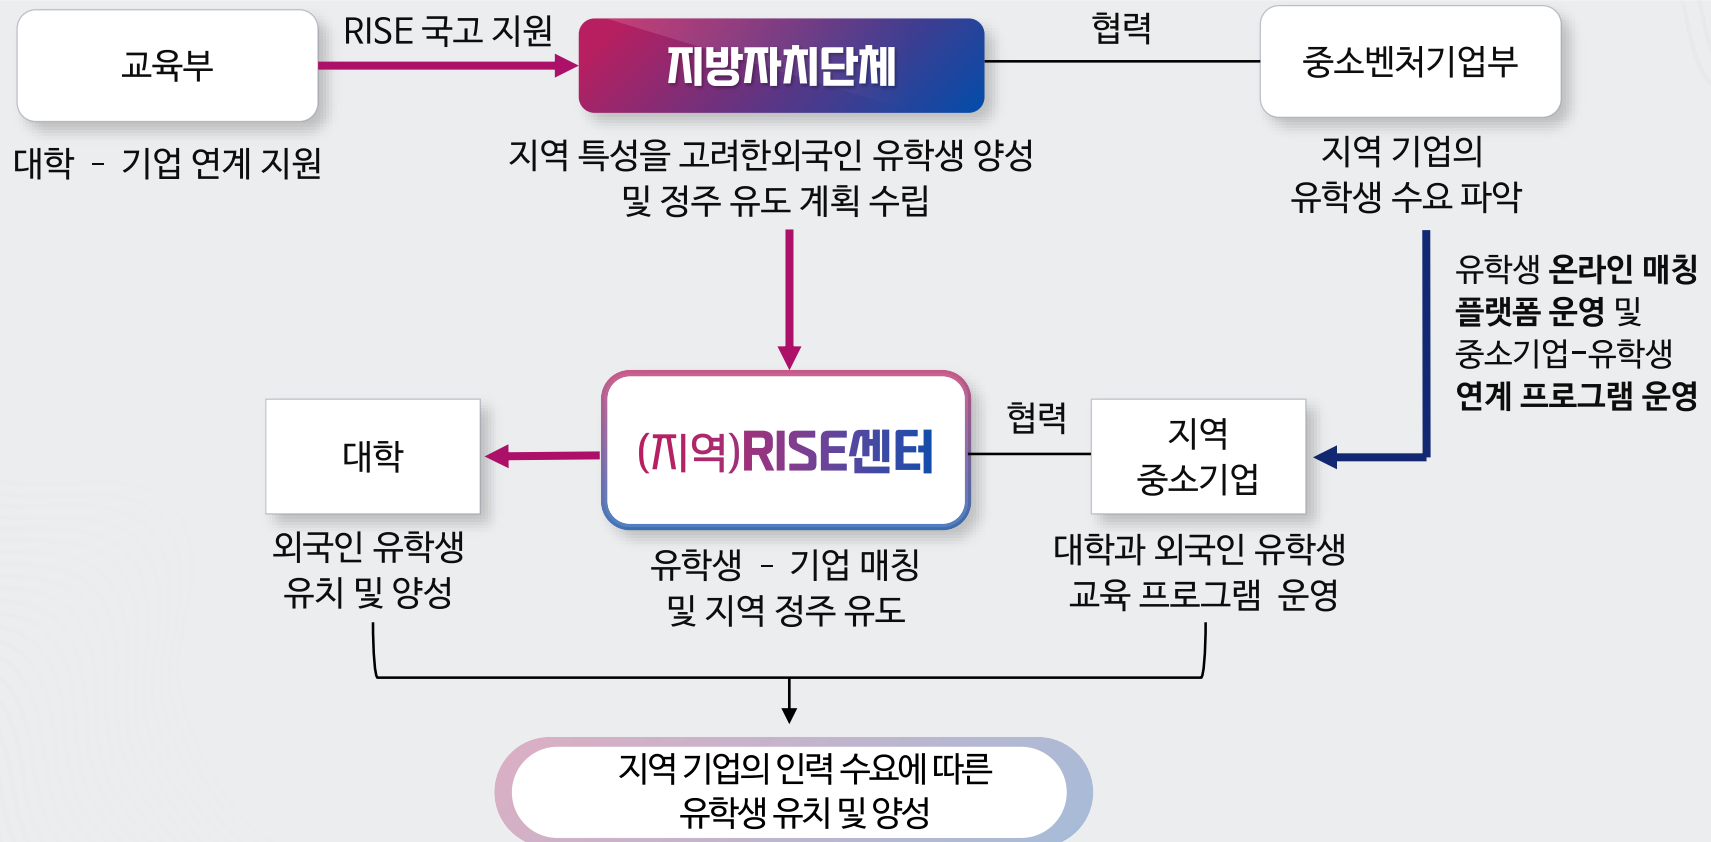 교육부
RISE 국고 지원
지방자치단체
협력
중소벤처기업부
대학 - 기업 연계 지원
지역 특성을 고려한외국인 유학생 양성
및 정주 유도 계획 수립
지역 기업의
유학생 수요 파악
유학생 온라인 매칭
플랫폼 운영 및
중소기업-유학생
연계 프로그램 운영
대학
(지역)RISE센터
협력
지역
중소기업
외국인 유학생
유치 및 양성
유학생 - 기업 매칭
및 지역 정주 유도
대학과 외국인 유학생
교육 프로그램 운영
지역 기업의 인력 수요에 따른
유학생 유치 및 양성